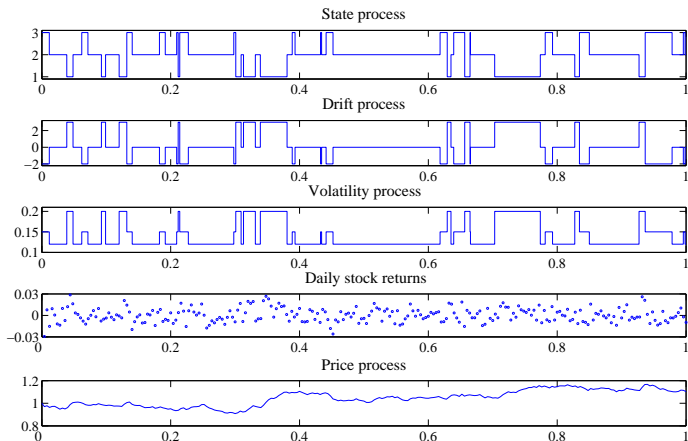 State process
3
2
1
0 0.2 0.4 0.6 0.8 1
Drift process
2
0
−2
0 0.2 0.4 0.6 0.8 1
Volatility process
0.2
0.15
0.1
0 0.2 0.4 0.6 0.8 1
Daily stock returns
0.03
0
−0.03
0 0.2 0.4 0.6 0.8 1
Price process
1.2
1
0.8
0 0.2 0.4 0.6 0.8 1